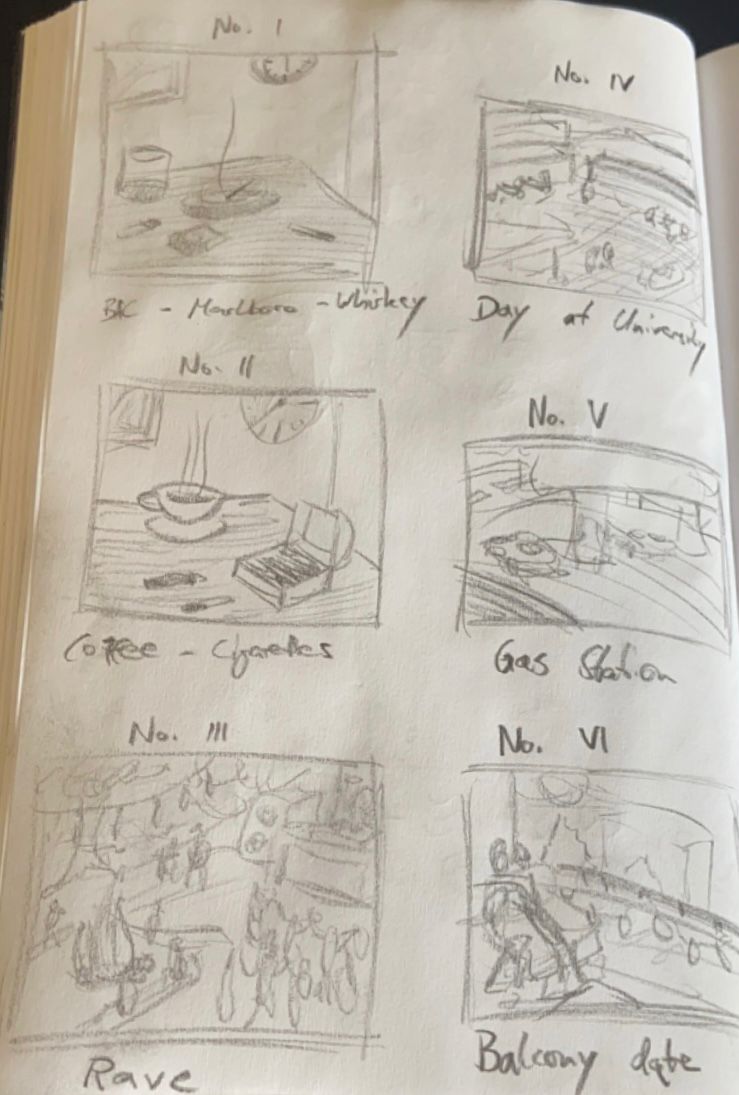 No. I
BIC - Marlboro - Whiskey
No. II
Coffee - Cigarettes
No. III
Rave
No. IV
Day at University
No. V
Gas Station
No. VI
Balcony date